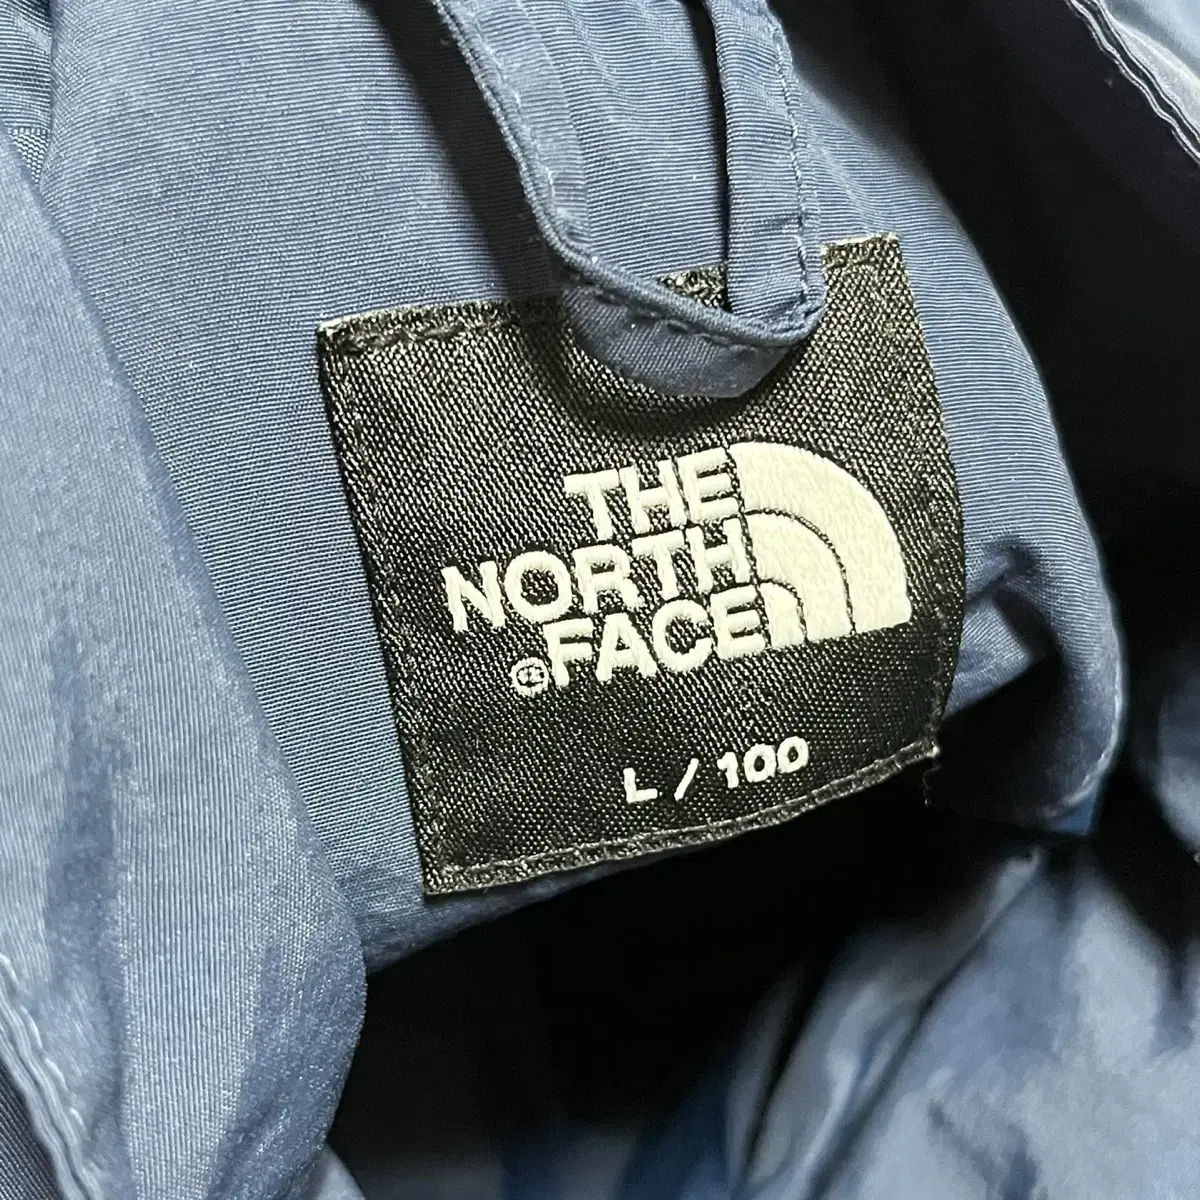 THE
NORTH
®FACE
L / 100